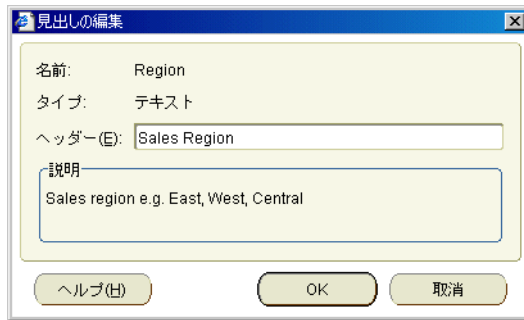 見出しの編集
名前: Region
タイプ: テキスト
ヘッダー(E): Sales Region
説明
Sales region e.g. East, West, Central
ヘルプ(H) OK 取消